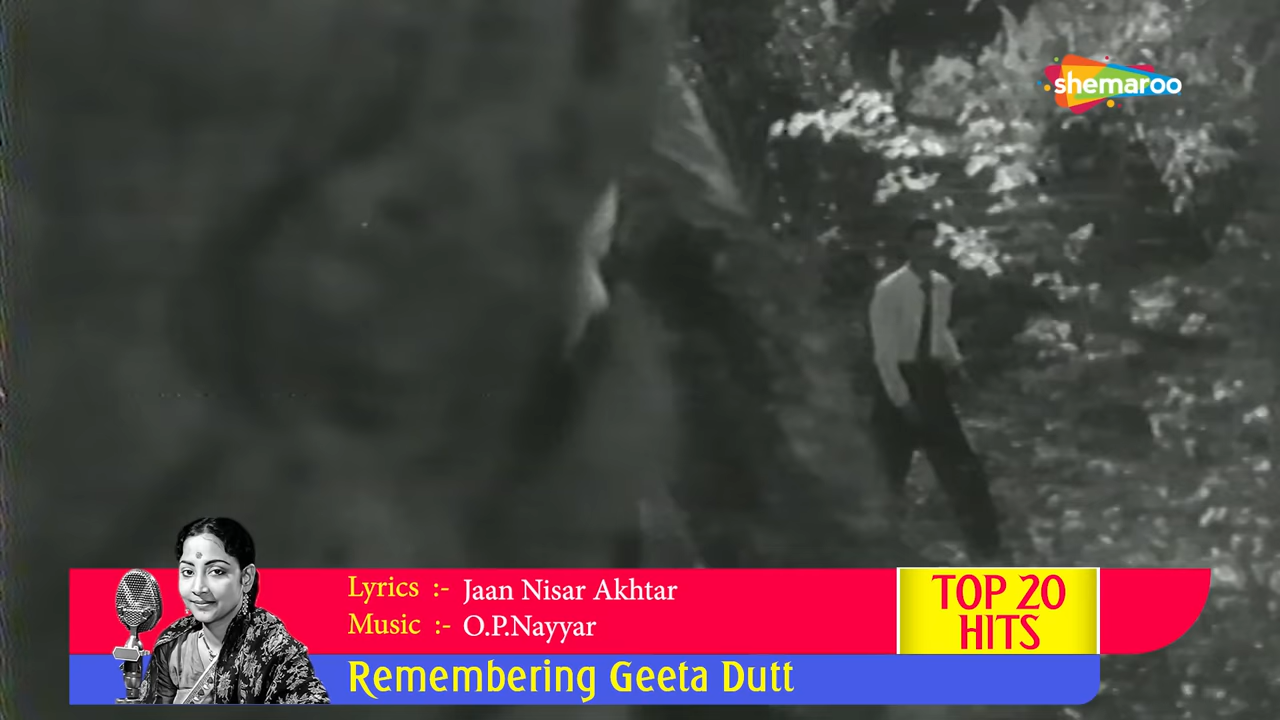 shemaroo
Lyrics :- Jaan Nisar Akhtar
Music :- O.P.Nayyar
TOP 20
HITS
Remembering Geeta Dutt